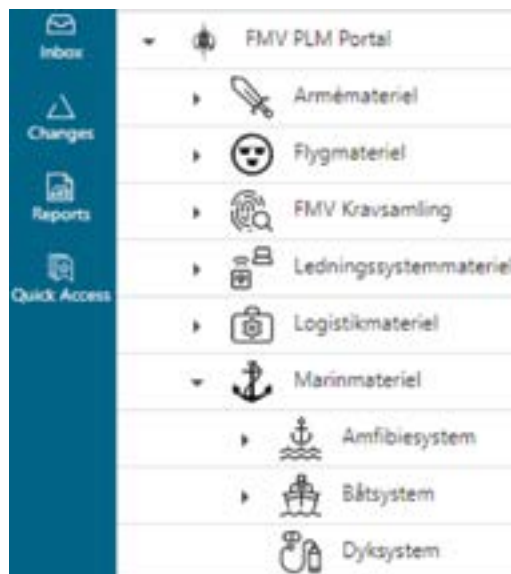 Inbox
Changes
Reports
Quick Access
FMV PLM Portal
Armémateriel
Flygmateriel
FMV Kravsamling
Ledningssystemmateriel
Logistikmateriel
Marinmateriel
Amfibiesystem
Båtsystem
Dyksystem